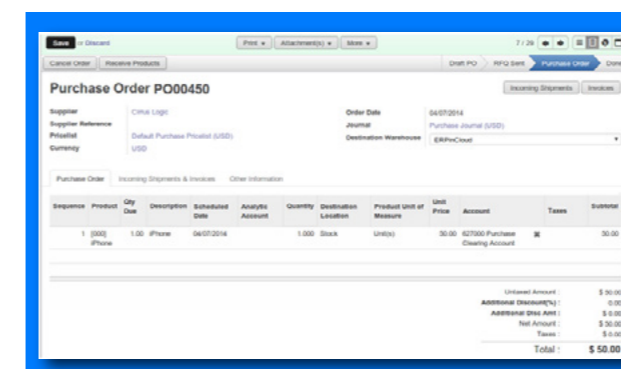 Save or Discard Print Attachment(s) More 7 / 29
Cancel Order Receive Products Draft PO RFQ Sent Purchase Order Done
Purchase Order PO00450 Incoming Shipments Invoices
Supplier Cirrus Logic Order Date 04/07/2014
Supplier Reference Journal Purchase Journal (USD)
Pricelist Default Purchase Pricelist (USD) Destination Warehouse ERPinCloud
Currency USD
Purchase Order Incoming Shipments & Invoices Other Information
Sequence Product Qty Due Description Scheduled Date Analytic Account Quantity Destination Location Product Unit of Measure Unit Price Account Taxes Subtotal
1 [000] iPhone 1.00 iPhone 04/07/2014 1.000 Stock Unit(s) 50.00 627000 Purchase Clearing Account 50.00
Untaxed Amount : $ 50.00
Additional Discount(%) : 0.00
Additional Disc Amt : $ 0.00
Net Amount : $ 50.00
Taxes : $ 0.00
Total : $ 50.00